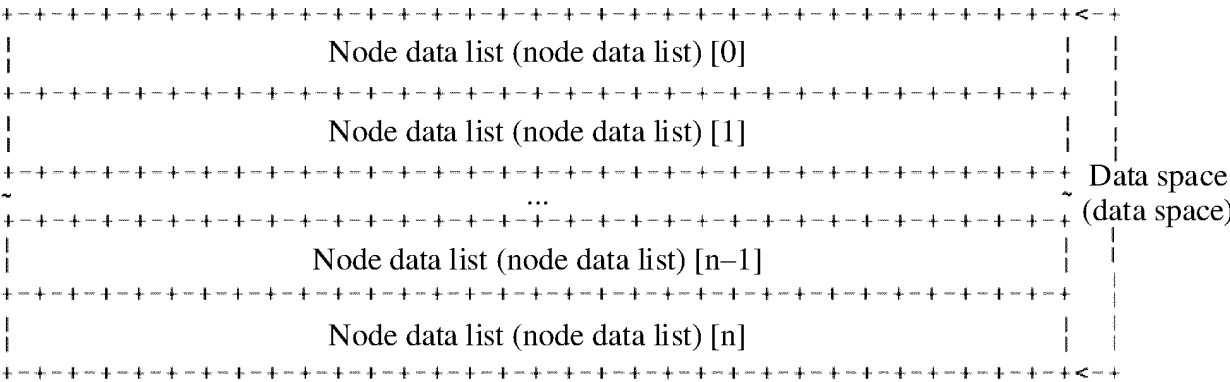 Node data list (node data list) [0]
Node data list (node data list) [1]
...
Node data list (node data list) [n–1]
Node data list (node data list) [n]
Data space
(data space)